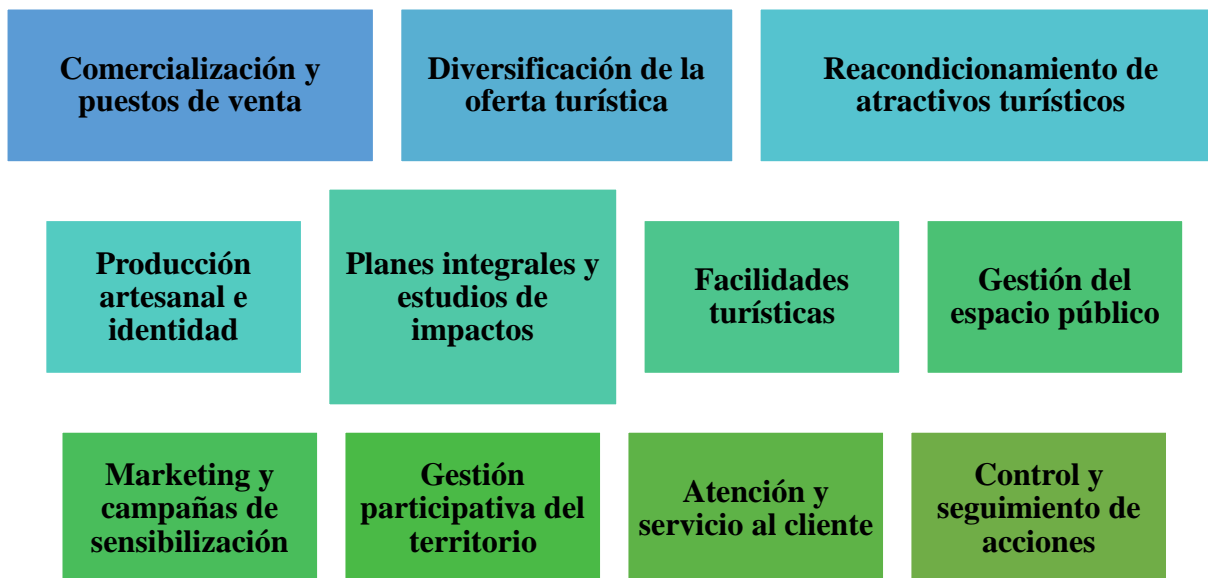 Comercialización y
puestos de venta
Diversificación de la
oferta turística
Reacondicionamiento de
atractivos turísticos
Producción
artesanal e
identidad
Planes integrales y
estudios de
impactos
Facilidades
turísticas
Gestión del
espacio público
Marketing y
campañas de
sensibilización
Gestión
participativa del
territorio
Atención y
servicio al cliente
Control y
seguimiento de
acciones